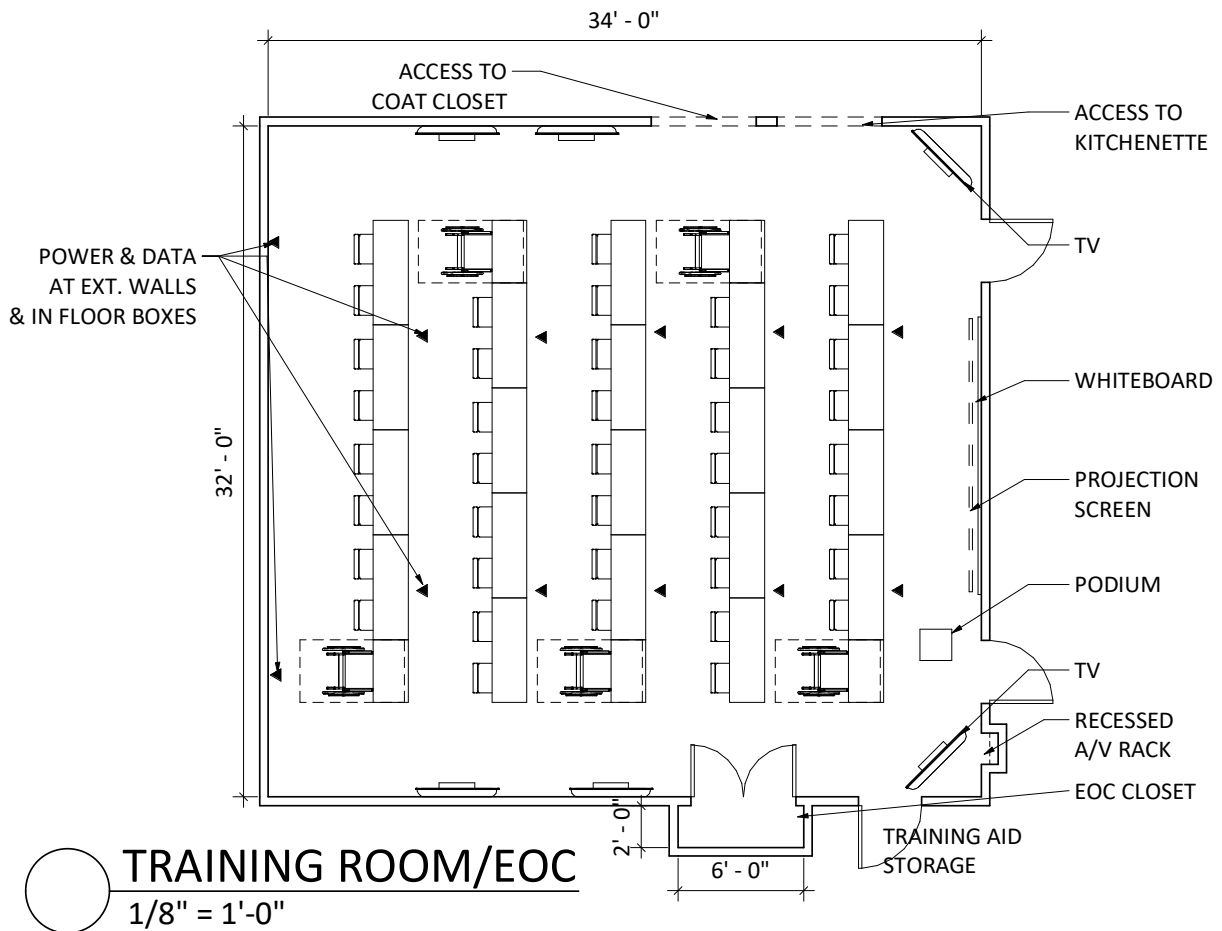 34' - 0"
ACCESS TO
COAT CLOSET
ACCESS TO
KITCHENETTE
POWER & DATA
AT EXT. WALLS
& IN FLOOR BOXES
TV
WHITEBOARD
32' - 0"
PROJECTION
SCREEN
PODIUM
TV
RECESSED
A/V RACK
EOC CLOSET
2' - 0"
TRAINING AID
STORAGE
6' - 0"
TRAINING ROOM/EOC
1/8" = 1'-0"